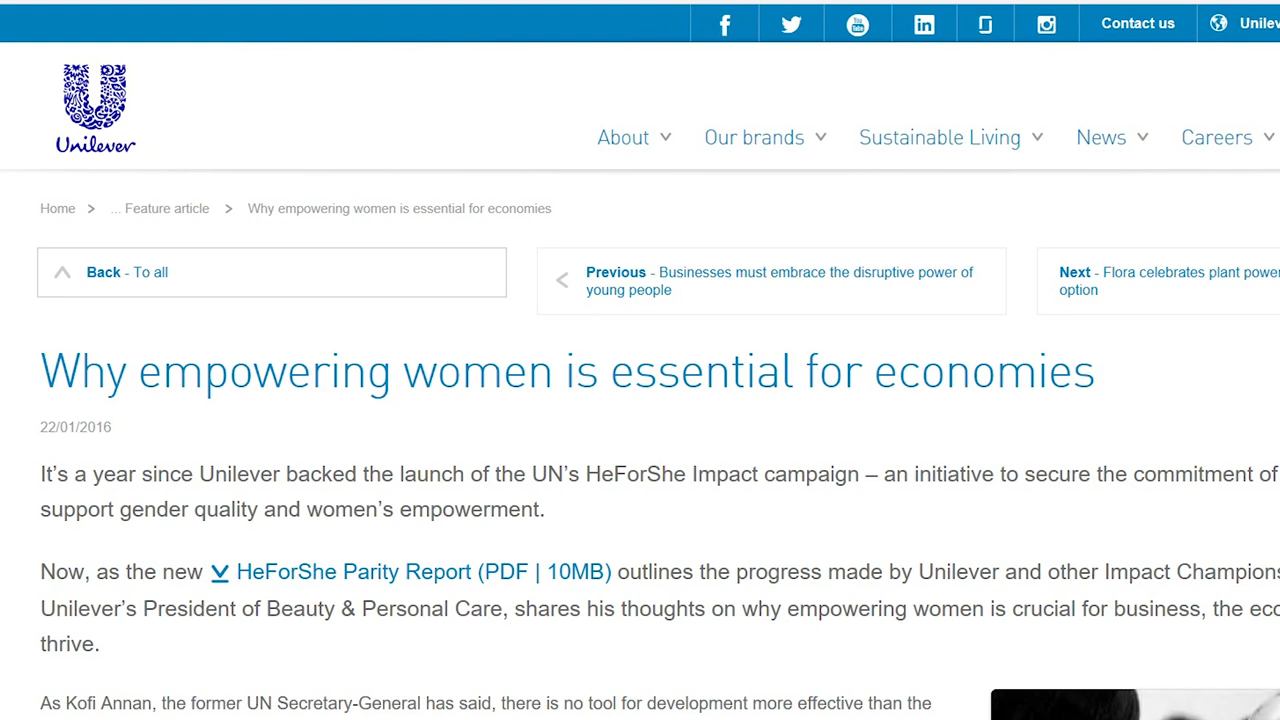 Contact us
Unilever
About
Our brands
Sustainable Living
News
Careers
Home > ... Feature article > Why empowering women is essential for economies
Back - To all
Previous - Businesses must embrace the disruptive power of
young people
Next - Flora celebrates plant power
option
Why empowering women is essential for economies
22/01/2016
It’s a year since Unilever backed the launch of the UN’s HeForShe Impact campaign – an initiative to secure the commitment of
support gender quality and women’s empowerment.
Now, as the new HeForShe Parity Report (PDF | 10MB) outlines the progress made by Unilever and other Impact Champions
Unilever’s President of Beauty & Personal Care, shares his thoughts on why empowering women is crucial for business, the
thrive.
As Kofi Annan, the former UN Secretary-General has said, there is no tool for development more effective than the